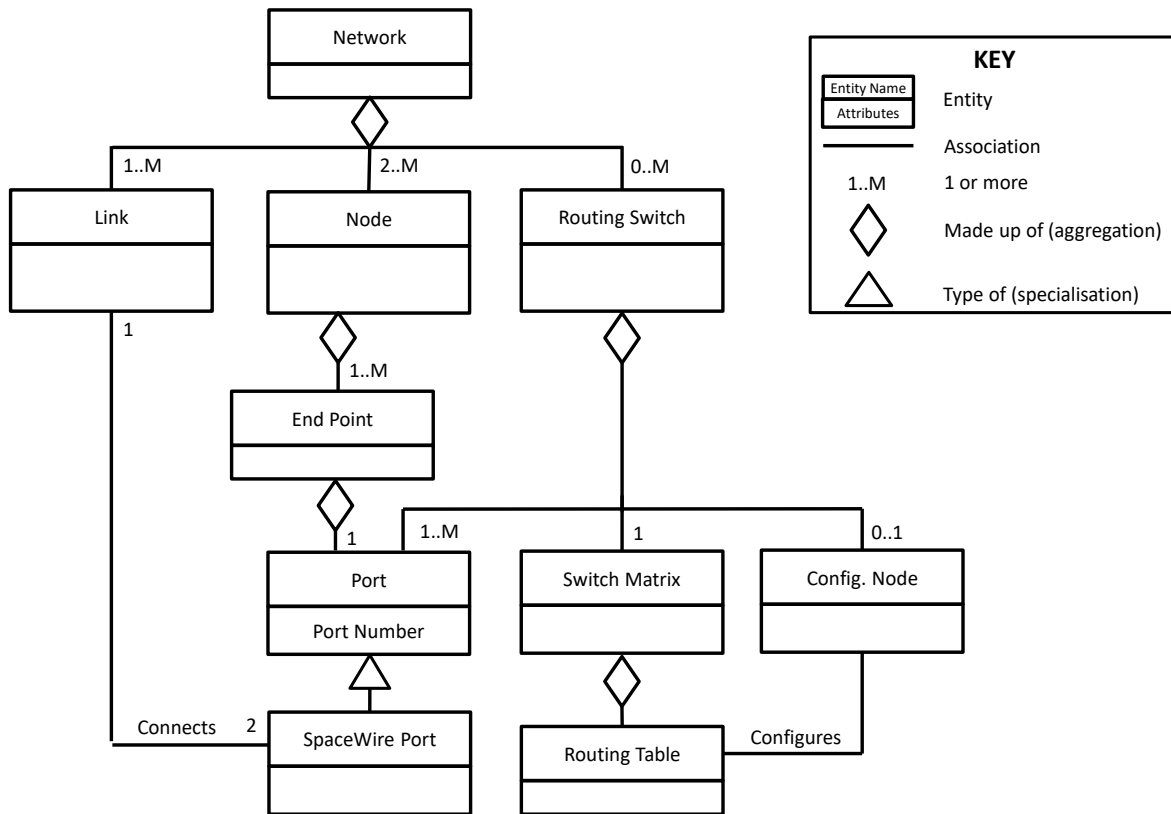 Network
KEY
Entity Name
Attributes
Entity
Association
1..M
1 or more
Made up of (aggregation)
Type of (specialisation)
1..M
2..M
0..M
Link
Node
Routing Switch
1
1..M
End Point
1
1..M
1
0..1
Port
Switch Matrix
Config. Node
Port Number
Connects
2
SpaceWire Port
Routing Table
Configures